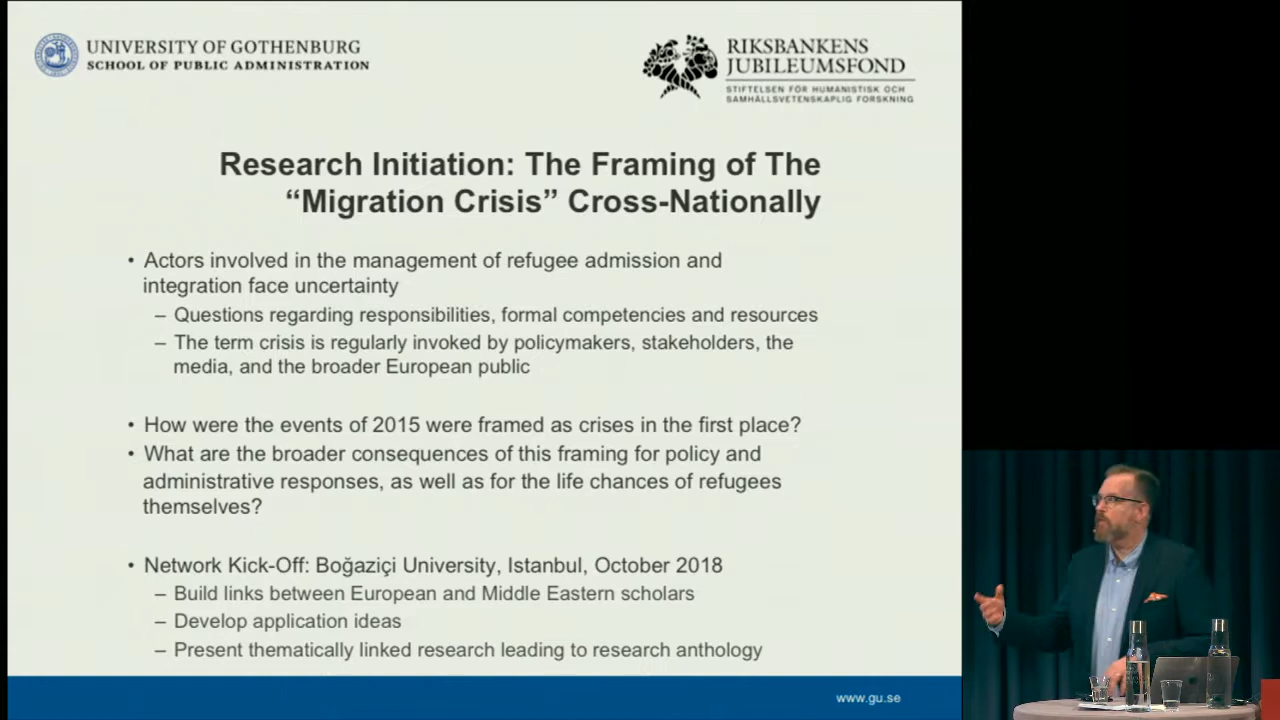 UNIVERSITY OF GOTHENBURG
SCHOOL OF PUBLIC ADMINISTRATION
RIKSBANKENS
JUBILEUMSFOND
STIFTELSEN FÖR HUMANISTISK OCH
SAMHÄLLSVETENSKAPLIG FORSKNING
Research Initiation: The Framing of The
“Migration Crisis” Cross-Nationally
• Actors involved in the management of refugee admission and
integration face uncertainty
– Questions regarding responsibilities, formal competencies and resources
– The term crisis is regularly invoked by policymakers, stakeholders, the
media, and the broader European public
• How were the events of 2015 were framed as crises in the first place?
• What are the broader consequences of this framing for policy and
administrative responses, as well as for the life chances of refugees
themselves?
• Network Kick-Off: Boğaziçi University, Istanbul, October 2018
– Build links between European and Middle Eastern scholars
– Develop application ideas
– Present thematically linked research leading to research anthology
www.gu.se